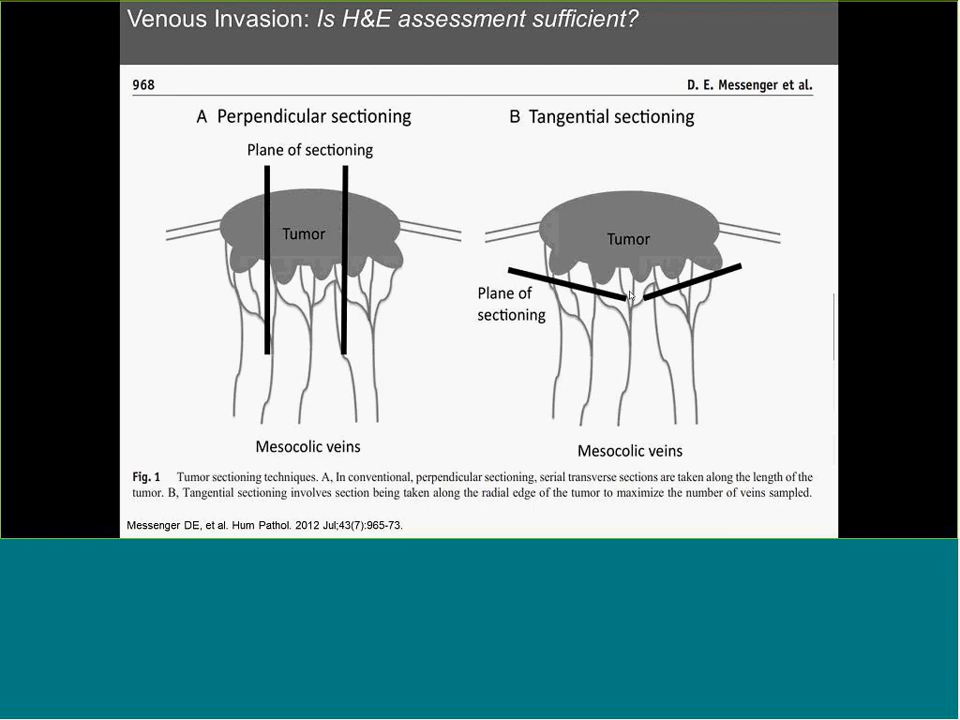 Venous Invasion: Is H&E assessment sufficient?
968
D. E. Messenger et al.
A Perpendicular sectioning
B Tangential sectioning
Plane of sectioning
Tumor
Tumor
Plane of
sectioning
Mesocolic veins
Mesocolic veins
Fig. 1 Tumor sectioning techniques. A, In conventional, perpendicular sectioning, serial transverse sections are taken along the length of the
tumor. B, Tangential sectioning involves section being taken along the radial edge of the tumor to maximize the number of veins sampled.
Messenger DE, et al. Hum Pathol. 2012 Jul;43(7):965-73.